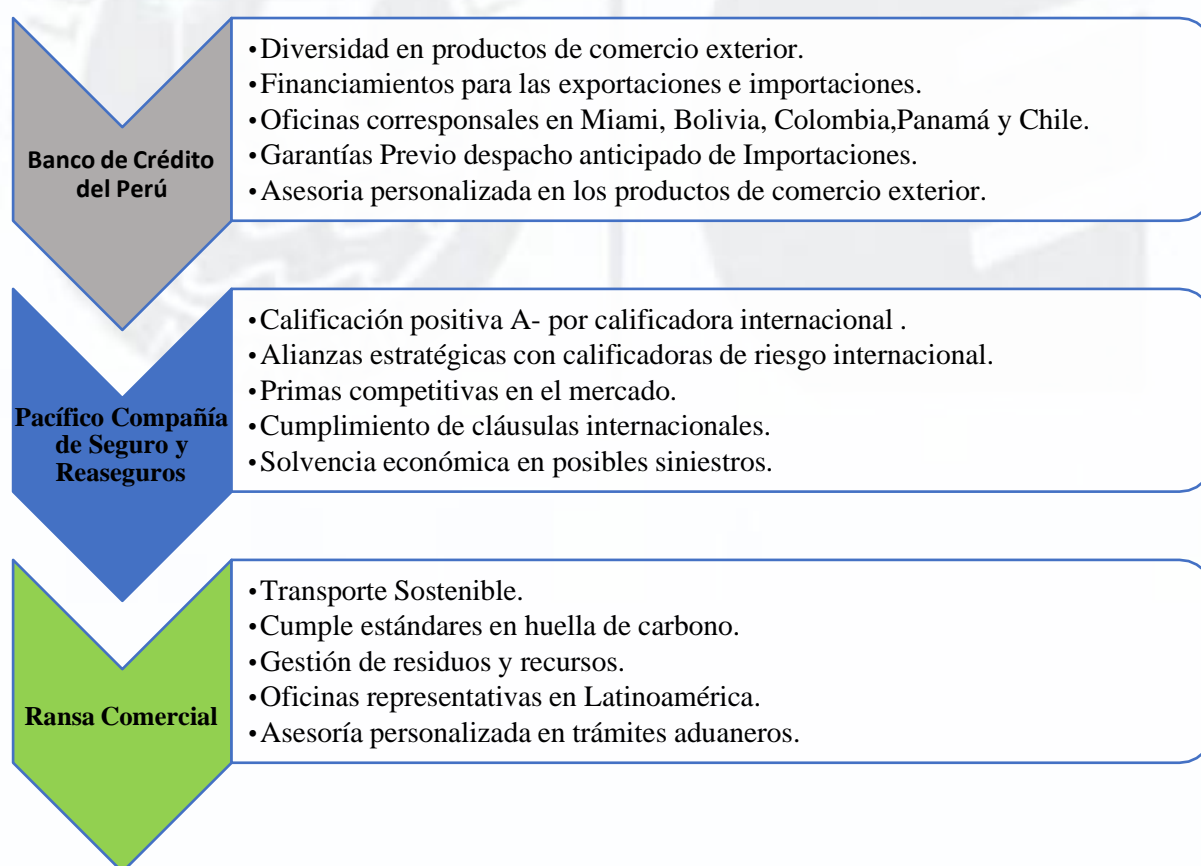 Banco de Crédito
del Perú
•Diversidad en productos de comercio exterior.
•Financiamientos para las exportaciones e importaciones.
•Oficinas corresponsales en Miami, Bolivia, Colombia,Panamá y Chile.
•Garantías Previo despacho anticipado de Importaciones.
•Asesoria personalizada en los productos de comercio exterior.
Pacífico Compañía
de Seguro y
Reaseguros
•Calificación positiva A- por calificadora internacional .
•Alianzas estratégicas con calificadoras de riesgo internacional.
•Primas competitivas en el mercado.
•Cumplimiento de cláusulas internacionales.
•Solvencia económica en posibles siniestros.
Ransa Comercial
•Transporte Sostenible.
•Cumple estándares en huella de carbono.
•Gestión de residuos y recursos.
•Oficinas representativas en Latinoamérica.
•Asesoría personalizada en trámites aduaneros.